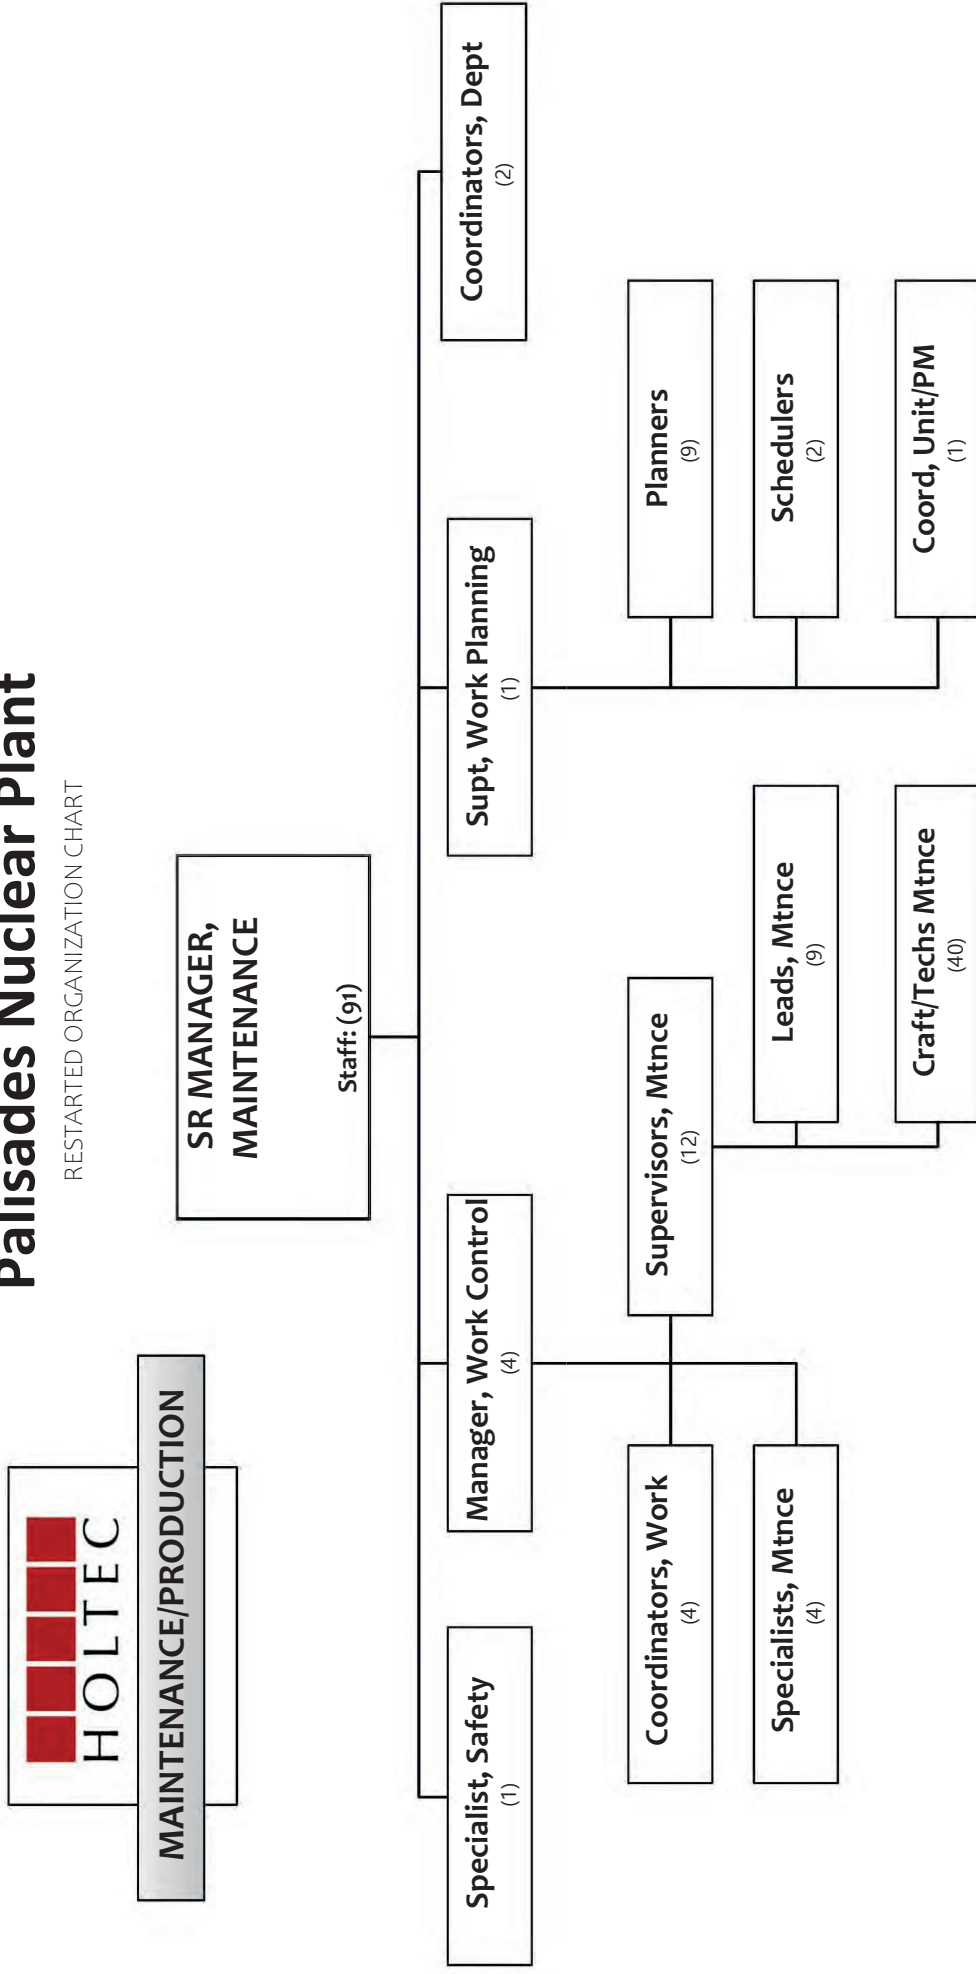 Palisades Nuclear Plant
RESTARTED ORGANIZATION CHART
HOLTEC
MAINTENANCE/PRODUCTION
SR MANAGER,
MAINTENANCE
Staff: (91)
Specialist, Safety
(1)
Manager, Work Control
(4)
Supt, Work Planning
(1)
Coordinators, Dept
(2)
Coordinators, Work
(4)
Supervisors, Mtnce
(12)
Planners
(9)
Specialists, Mtnce
(4)
Leads, Mtnce
(9)
Schedulers
(2)
Craft/Techs Mtnce
(40)
Coord, Unit/PM
(1)